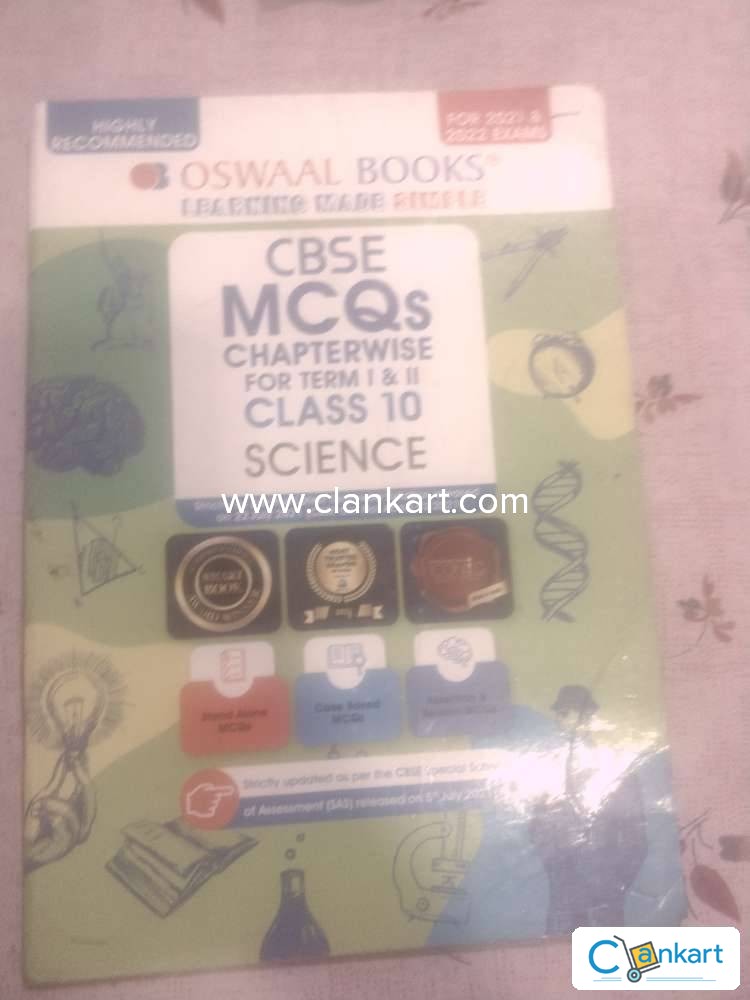 HIGHLY
RECOMMENDED
FOR 2021 &
2022 EXAMS
OSWAAL BOOKS®
LEARNING MADE SIMPLE
CBSE
MCQs
CHAPTERWISE
FOR TERM I & II
CLASS 10
SCIENCE
www.clankart.com
Stand Alone
MCQs
Case Based
MCQs
Strictly updated as per the CBSE Special
of Assessment (SAS) released on 5th July,
Clankart